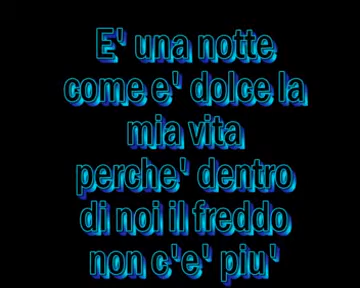 E' una notte
come e' dolce la
mia vita
perche' dentro
di noi il freddo
non c'e' piu'